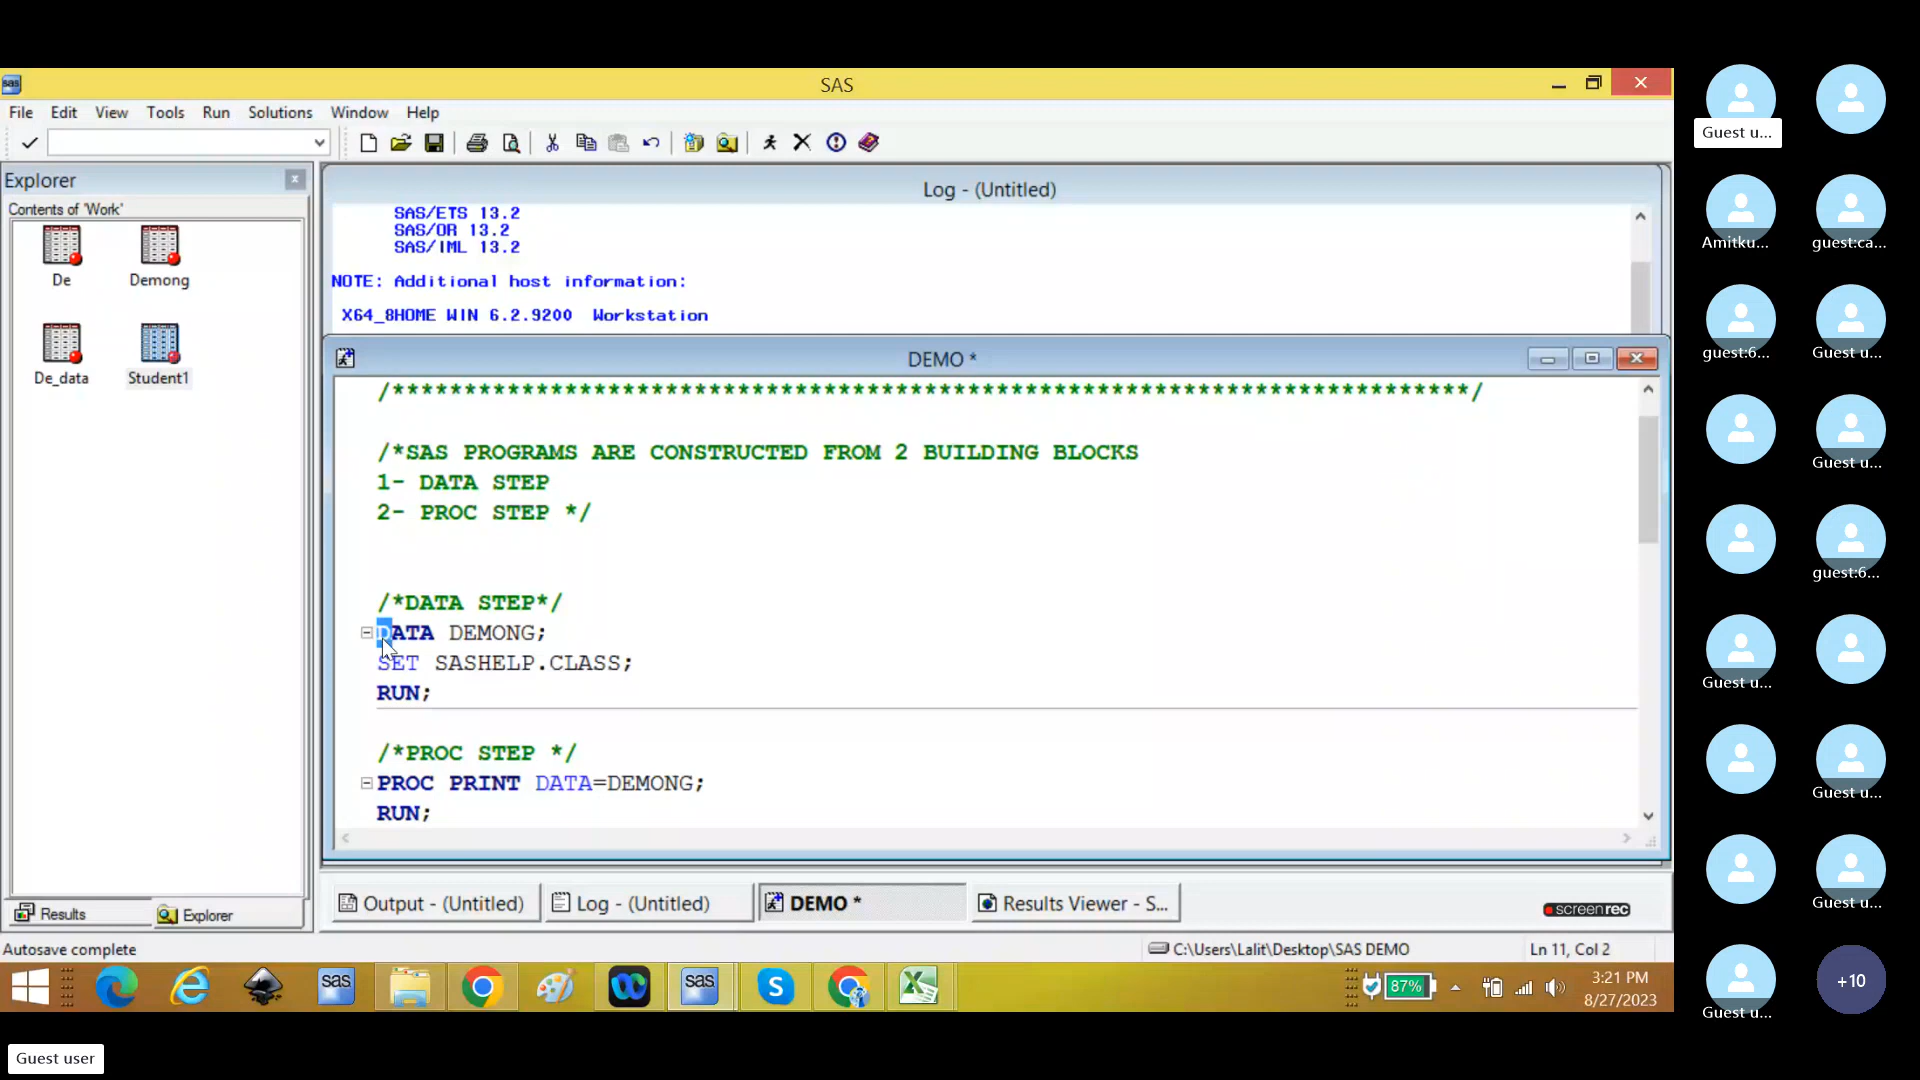 SAS
File Edit View Tools Run Solutions Window Help
Explorer
Contents of 'Work'
De
Demong
De_data
Student1
Results
Explorer
Log - (Untitled)
SAS/ETS 13.2
SAS/OR 13.2
SAS/IML 13.2
NOTE: Additional host information:
X64_8HOME WIN 6.2.9200 Workstation
DEMO *
/***************************************************************************/
/*SAS PROGRAMS ARE CONSTRUCTED FROM 2 BUILDING BLOCKS
1- DATA STEP
2- PROC STEP */
/*DATA STEP*/
DATA DEMONG;
SET SASHELP.CLASS;
RUN;
/*PROC STEP */
PROC PRINT DATA=DEMONG;
RUN;
Output - (Untitled)
Log - (Untitled)
DEMO *
Results Viewer - S...
screenrec
Autosave complete
C:\Users\Lalit\Desktop\SAS DEMO
Ln 11, Col 2
sas
sas
87%
3:21 PM
8/27/2023
Guest user
Guest u...
Amitku...
guest:ca...
guest:6...
Guest u...
Guest u...
guest:6...
Guest u...
Guest u...
Guest u...
Guest u...
+10